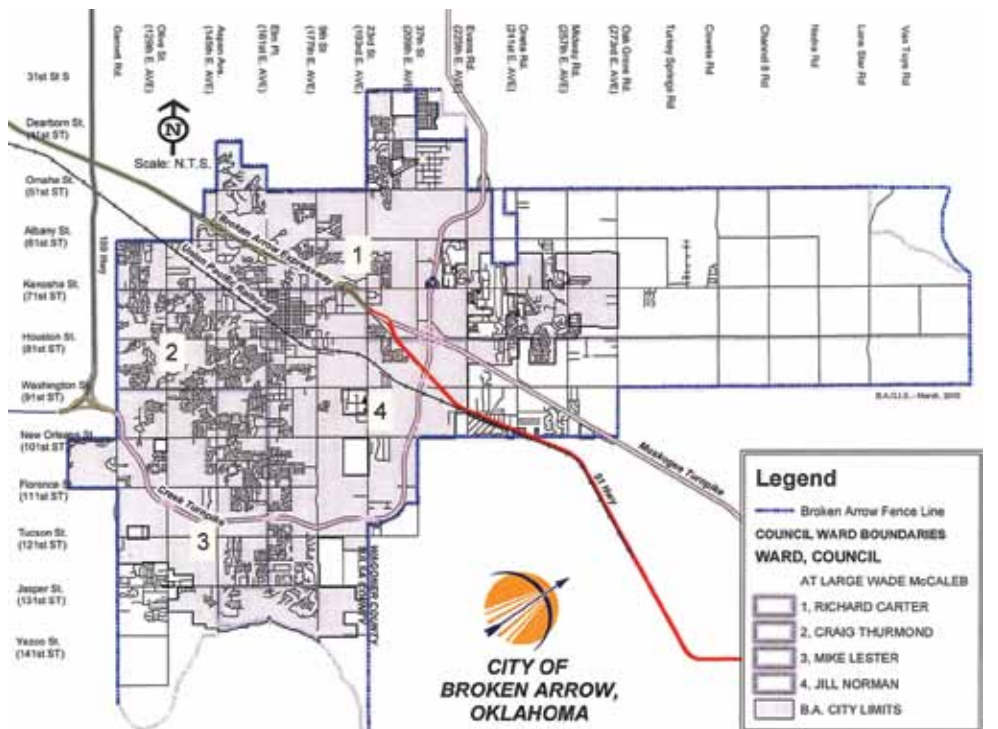 Garnett Rd.
Olive St.
(129th E. AVE)
Aspen Ave.
(145th E. AVE)
Elm Pl.
(161st E. AVE)
9th St
(177th E. AVE)
23rd St.
(193rd E. AVE)
37th St.
(209th E. AVE)
Evans Rd.
(225th E. AVE)
Oneta Rd.
(241st E. AVE)
Midway Rd.
(257th E. AVE)
Oak Grove Rd.
(273rd E. AVE)
Turkey Springs Rd
Coweta Rd
Channel 8 Rd
Lone Star Rd
Van Tuys Rd
31st St S
Dearborn St.
(41st ST)
Omaha St.
(51st ST)
Albany St.
(61st ST)
Kenosha St.
(71st ST)
Houston St.
(81st ST)
Washington St.
(91st ST)
New Orleans St.
(101st ST)
Florence St
(111st ST)
Tucson St.
(121st ST)
Jasper St.
(131st ST)
Yazoo St.
(141st ST)
N
Scale: N.T.S.
169 Hwy
Broken Arrow Expressway
Union Pacific Railroad
1
2
3
4
Creek Turnpike
Muskogee Turnpike
51 Hwy
WAGONER COUNTY
TULSA COUNTY
B.A.G.I.S. - March, 2005
CITY OF
BROKEN ARROW,
OKLAHOMA
Legend
Broken Arrow Fence Line
COUNCIL WARD BOUNDARIES
WARD, COUNCIL
AT LARGE WADE McCALEB
1, RICHARD CARTER
2, CRAIG THURMOND
3, MIKE LESTER
4, JILL NORMAN
B.A. CITY LIMITS